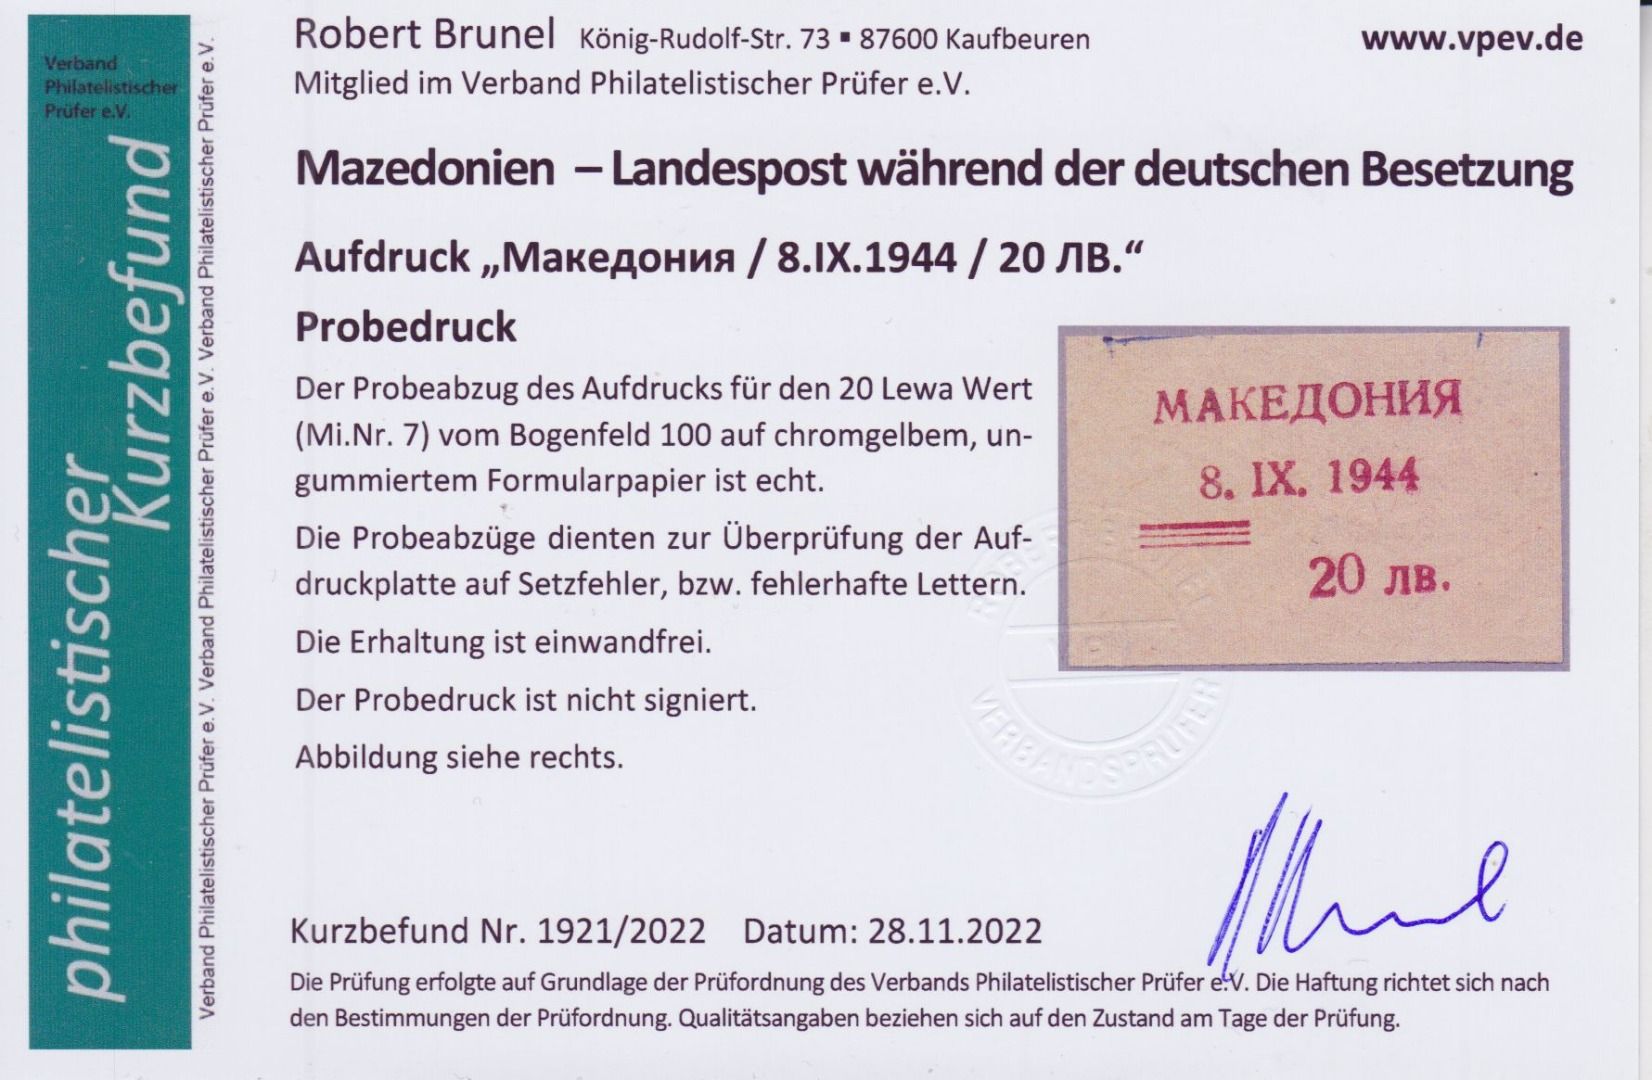 Verband
Philatelistischer
Prüfer e.V.
philatelistischer
Kurzbefund
Verband Philatelistischer Prüfer e.V. Verband Philatelistischer Prüfer e.V. Verband Philatelistischer Prüfer e.V. Verband Philatelistischer Prüfer e.V.
Robert Brunel König-Rudolf-Str. 73 ▪ 87600 Kaufbeuren
www.vpev.de
Mitglied im Verband Philatelistischer Prüfer e.V.
Mazedonien – Landespost während der deutschen Besetzung
Aufdruck „Македония / 8.IX.1944 / 20 ЛВ.“
Probedruck
Der Probeabzug des Aufdrucks für den 20 Lewa Wert
(Mi.Nr. 7) vom Bogenfeld 100 auf chromgelbem, un-
gummiertem Formularpapier ist echt.
Die Probeabzüge dienten zur Überprüfung der Auf-
druckplatte auf Setzfehler, bzw. fehlerhafte Lettern.
Die Erhaltung ist einwandfrei.
Der Probedruck ist nicht signiert.
Abbildung siehe rechts.
МАКЕДОНИЯ
8. IX. 1944
20 лв.
VERBANDSPRÜFER
Kurzbefund Nr. 1921/2022 Datum: 28.11.2022
Die Prüfung erfolgte auf Grundlage der Prüfordnung des Verbands Philatelistischer Prüfer e.V. Die Haftung richtet sich nach
den Bestimmungen der Prüfordnung. Qualitätsangaben beziehen sich auf den Zustand am Tage der Prüfung.